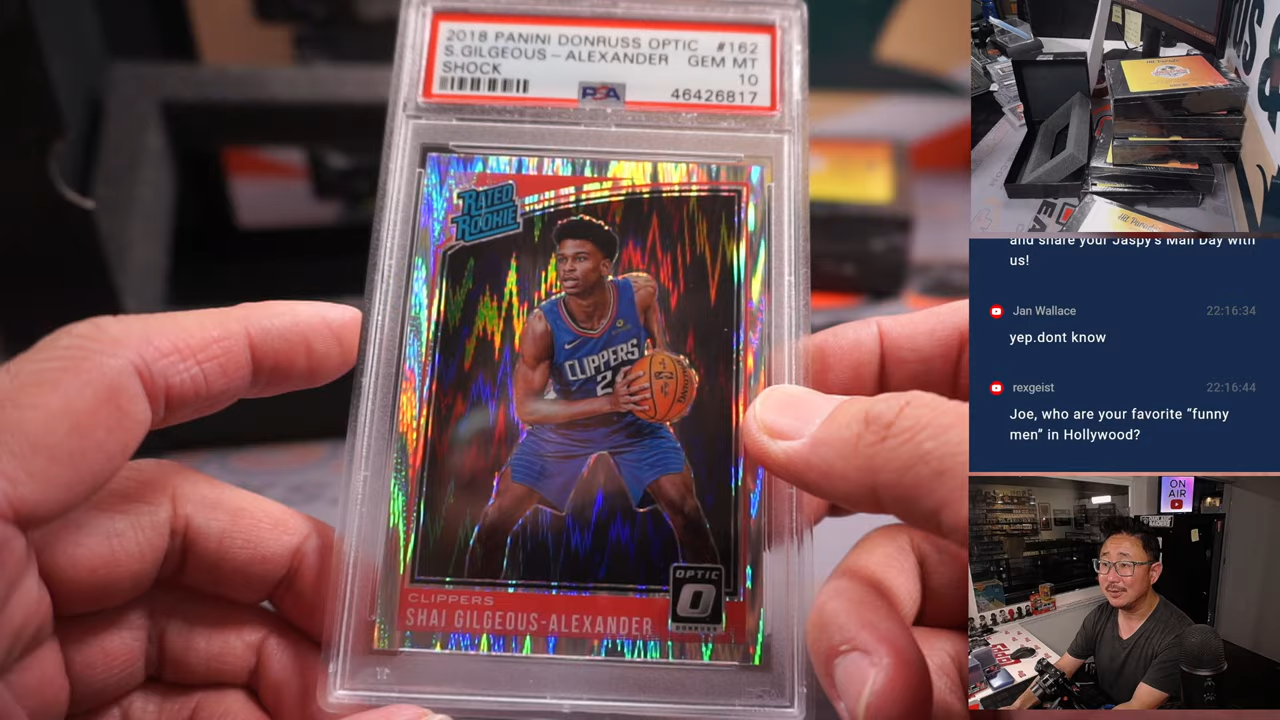 2018 PANINI DONRUSS OPTIC #162
S.GILGEOUS-ALEXANDER GEM MT
SHOCK 10
PSA 46426817
RATED
ROOKIE
CLIPPERS
OPTIC
DONRUSS
CLIPPERS
SHAI GILGEOUS-ALEXANDER
Hit Parade
and share your Jaspy's Mail Day with
us!
Jan Wallace 22:16:34
yep.dont know
rexgeist 22:16:44
Joe, who are your favorite "funny
men" in Hollywood?
ON
AIR